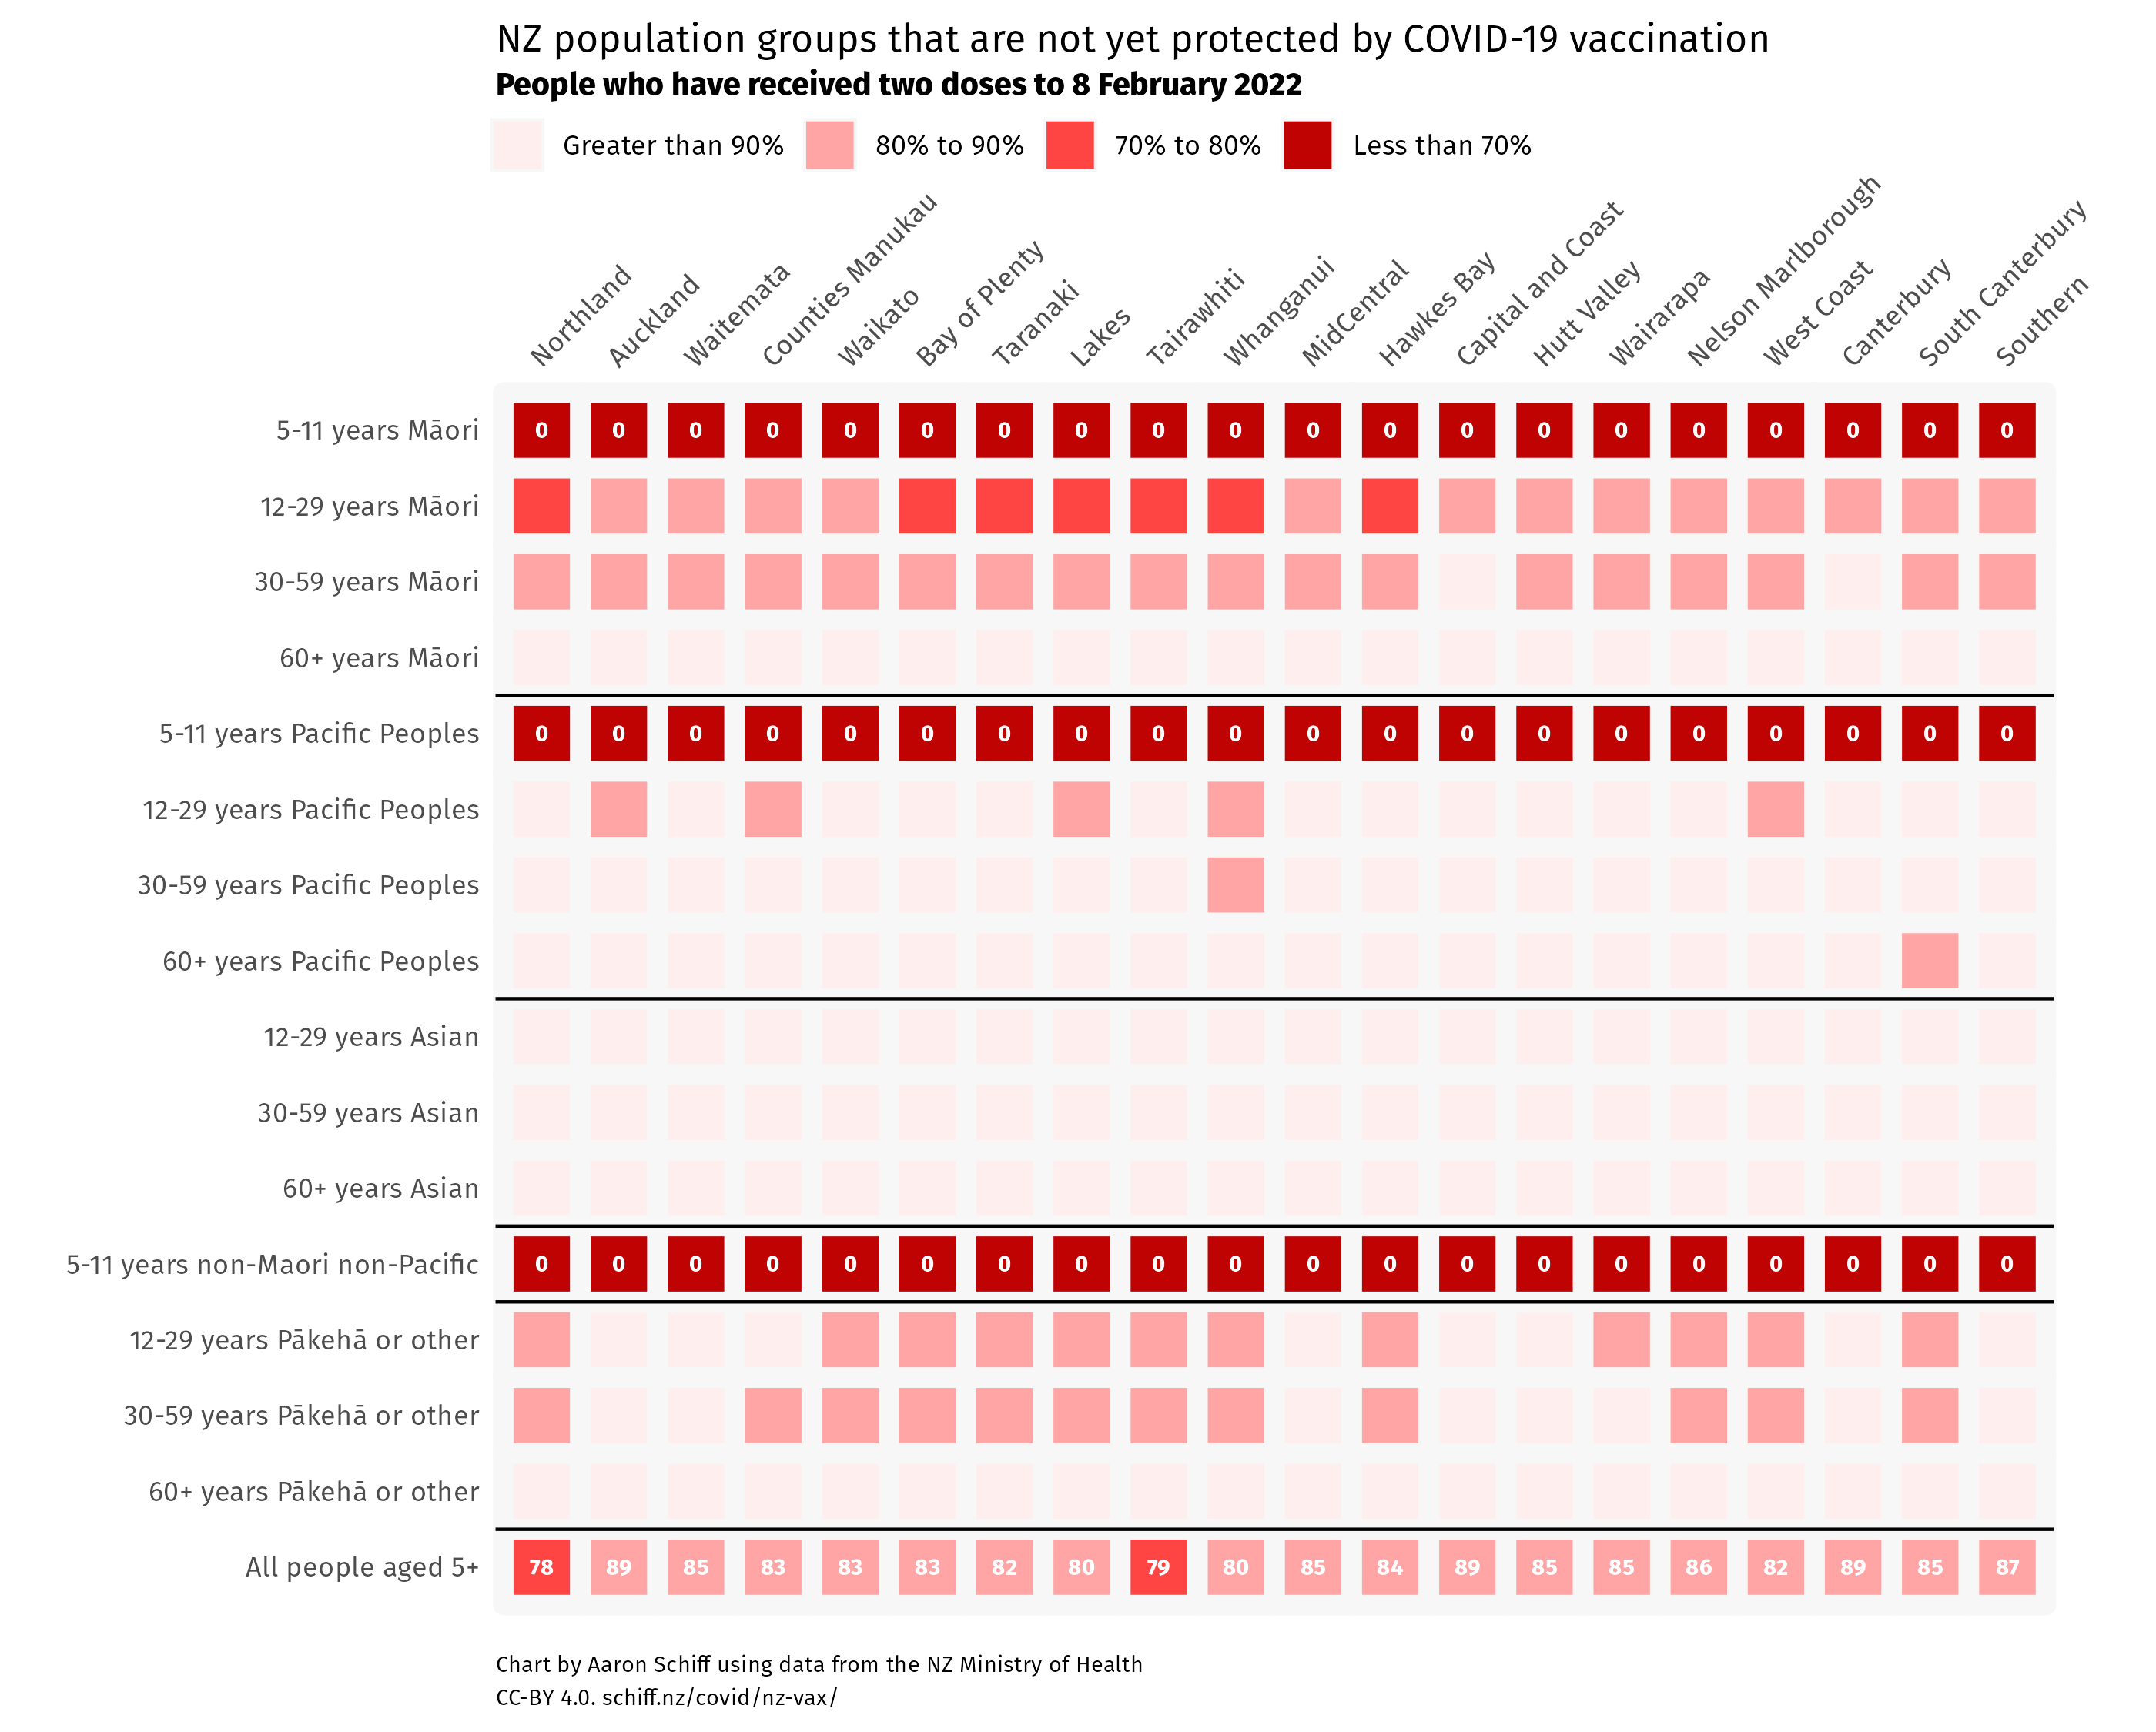 NZ population groups that are not yet protected by COVID-19 vaccination
People who have received two doses to 8 February 2022
Greater than 90% 80% to 90% 70% to 80% Less than 70%
Northland Auckland Waitemata Counties Manukau Waikato Bay of Plenty Taranaki Lakes Tairawhiti Whanganui MidCentral Hawkes Bay Capital and Coast Hutt Valley Wairarapa Nelson Marlborough West Coast Canterbury South Canterbury Southern
5-11 years Māori 0 0 0 0 0 0 0 0 0 0 0 0 0 0 0 0 0 0 0 0
12-29 years Māori
30-59 years Māori
60+ years Māori
5-11 years Pacific Peoples 0 0 0 0 0 0 0 0 0 0 0 0 0 0 0 0 0 0 0 0
12-29 years Pacific Peoples
30-59 years Pacific Peoples
60+ years Pacific Peoples
12-29 years Asian
30-59 years Asian
60+ years Asian
5-11 years non-Maori non-Pacific 0 0 0 0 0 0 0 0 0 0 0 0 0 0 0 0 0 0 0 0
12-29 years Pākehā or other
30-59 years Pākehā or other
60+ years Pākehā or other
All people aged 5+ 78 89 85 83 83 83 82 80 79 80 85 84 89 85 85 86 82 89 85 87
Chart by Aaron Schiff using data from the NZ Ministry of Health
CC-BY 4.0. schiff.nz/covid/nz-vax/